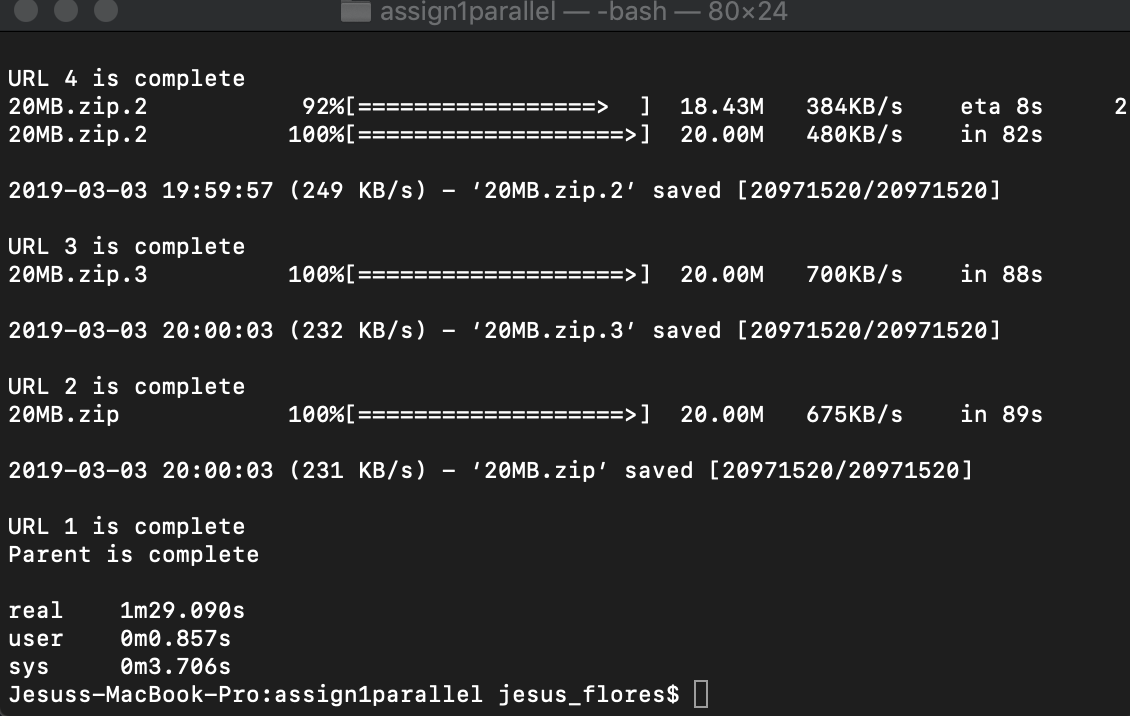 assign1parallel — -bash — 80×24
URL 4 is complete
20MB.zip.2           92%[=================>  ]  18.43M   384KB/s    eta 8s     2
20MB.zip.2          100%[===================>]  20.00M   480KB/s    in 82s
2019-03-03 19:59:57 (249 KB/s) - ‘20MB.zip.2’ saved [20971520/20971520]
URL 3 is complete
20MB.zip.3          100%[===================>]  20.00M   700KB/s    in 88s
2019-03-03 20:00:03 (232 KB/s) - ‘20MB.zip.3’ saved [20971520/20971520]
URL 2 is complete
20MB.zip            100%[===================>]  20.00M   675KB/s    in 89s
2019-03-03 20:00:03 (231 KB/s) - ‘20MB.zip’ saved [20971520/20971520]
URL 1 is complete
Parent is complete
real    1m29.090s
user    0m0.857s
sys     0m3.706s
Jesuss-MacBook-Pro:assign1parallel jesus_flores$